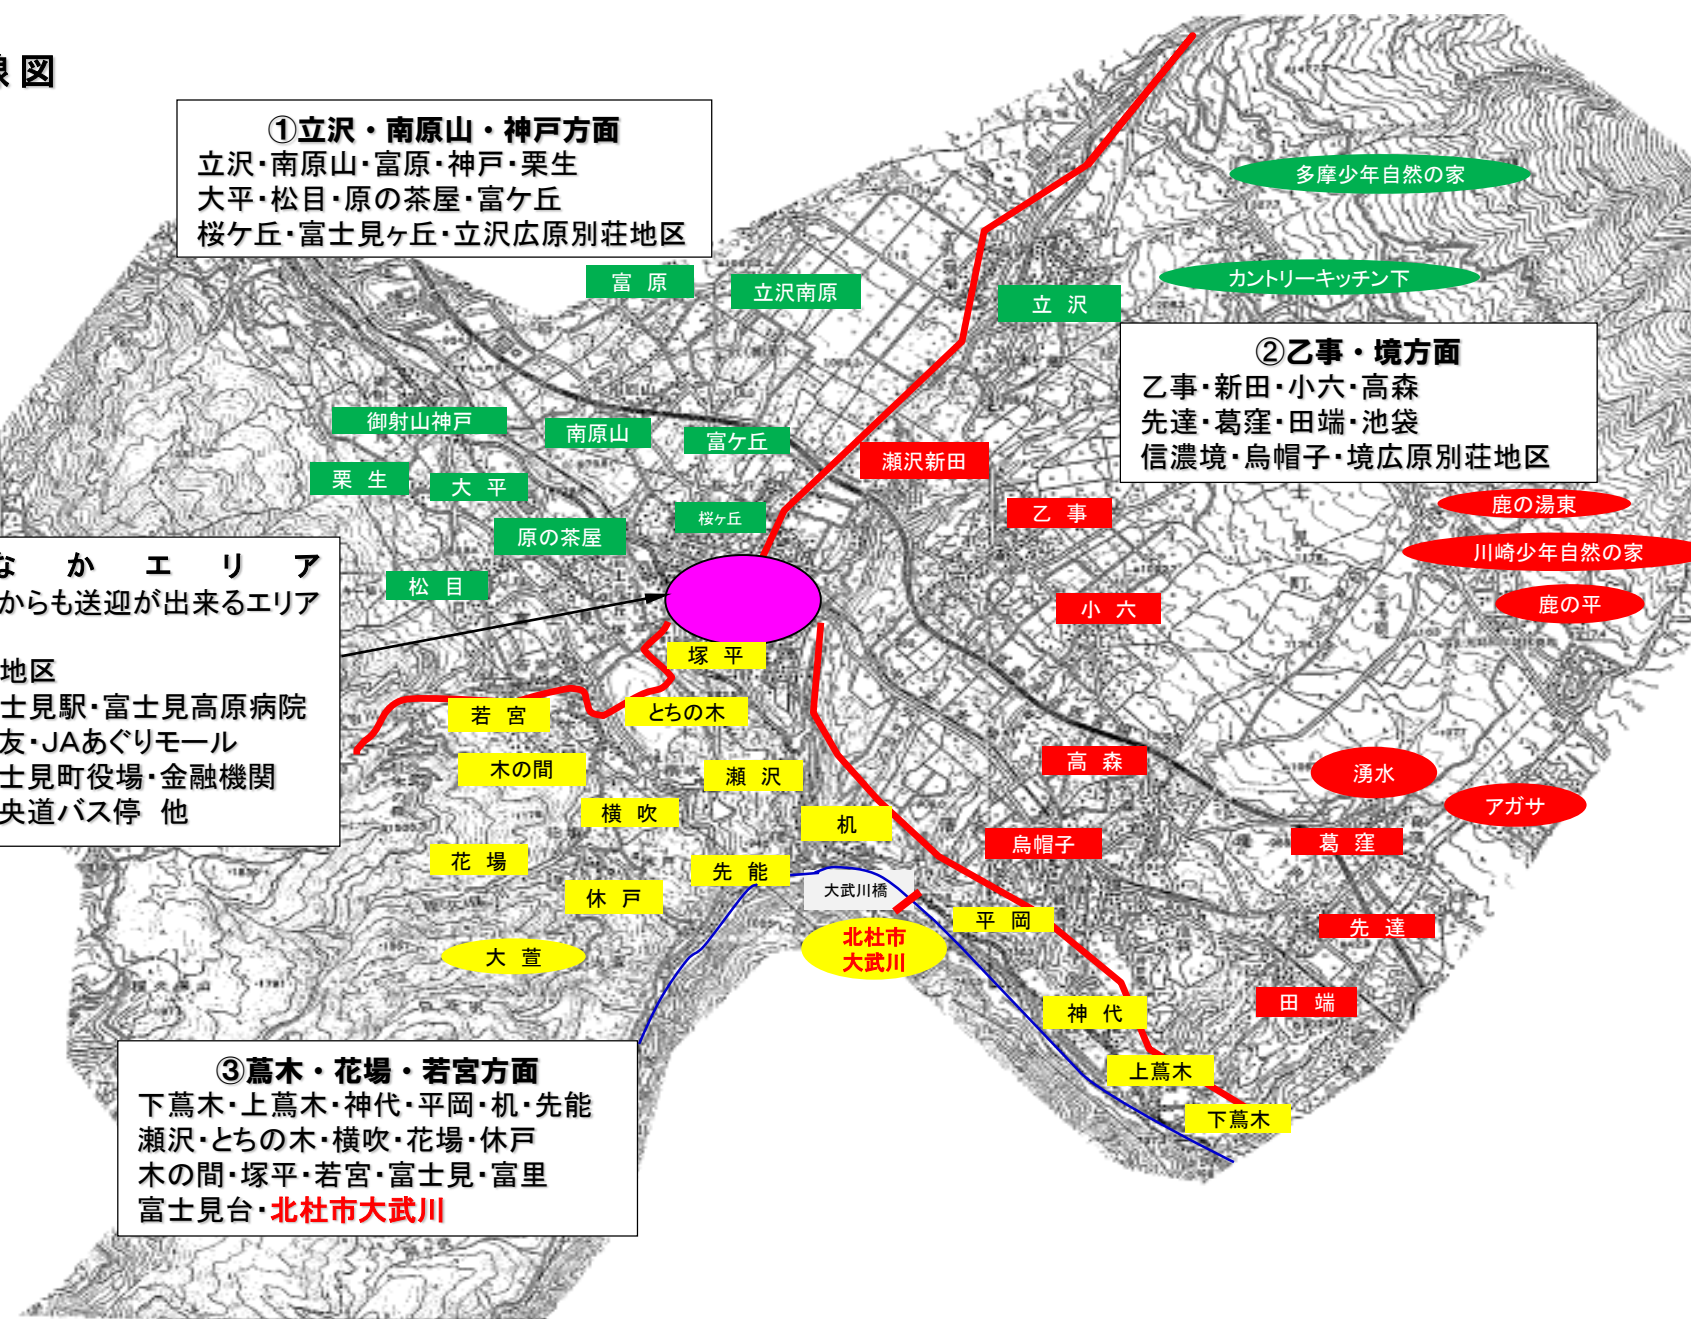 線図
①立沢・南原山・神戸方面
立沢・南原山・富原・神戸・栗生
大平・松目・原の茶屋・富ケ丘
桜ケ丘・富士見ヶ丘・立沢広原別荘地区
多摩少年自然の家
カントリーキッチン下
富 原
立沢南原
立 沢
②乙事・境方面
乙事・新田・小六・高森
先達・葛窪・田端・池袋
信濃境・烏帽子・境広原別荘地区
御射山神戸
南原山
富ケ丘
瀬沢新田
栗 生
大 平
桜ヶ丘
乙 事
鹿の湯東
原の茶屋
川崎少年自然の家
松 目
小 六
鹿の平
なかエリア
からも送迎が出来るエリア
地区
士見駅・富士見高原病院
友・JAあぐりモール
士見町役場・金融機関
央道バス停 他
塚 平
若 宮
とちの木
木の間
瀬 沢
高 森
湧水
横 吹
机
アガサ
花 場
先 能
烏帽子
葛 窪
休 戸
大武川橋
平 岡
先 達
大 萱
北杜市
大武川
神 代
田 端
上蔦木
下蔦木
③蔦木・花場・若宮方面
下蔦木・上蔦木・神代・平岡・机・先能
瀬沢・とちの木・横吹・花場・休戸
木の間・塚平・若宮・富士見・富里
富士見台・北杜市大武川